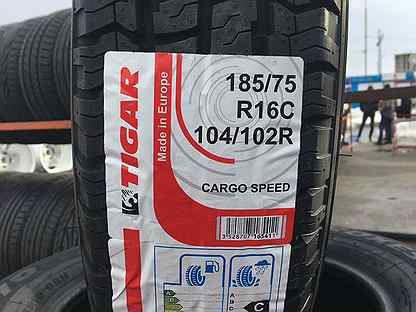 TIGAR
Made in Europe
185/75
R16C
104/102R
CARGO SPEED
A
B
C